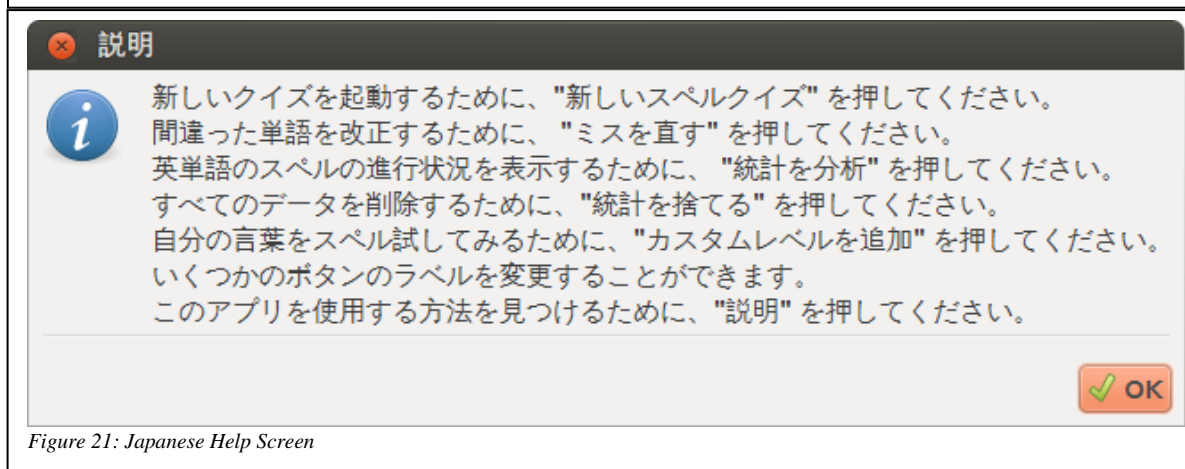 説明
新しいクイズを起動するために、"新しいスペルクイズ" を押してください。
間違った単語を改正するために、 "ミスを直す" を押してください。
英単語のスペルの進行状況を表示するために、 "統計を分析" を押してください。
すべてのデータを削除するために、"統計を捨てる" を押してください。
自分の言葉をスペル試してみるために、"カスタムレベルを追加" を押してください。
いくつかのボタンのラベルを変更することができます。
このアプリを使用する方法を見つけるために、"説明" を押してください。
OK
Figure 21: Japanese Help Screen